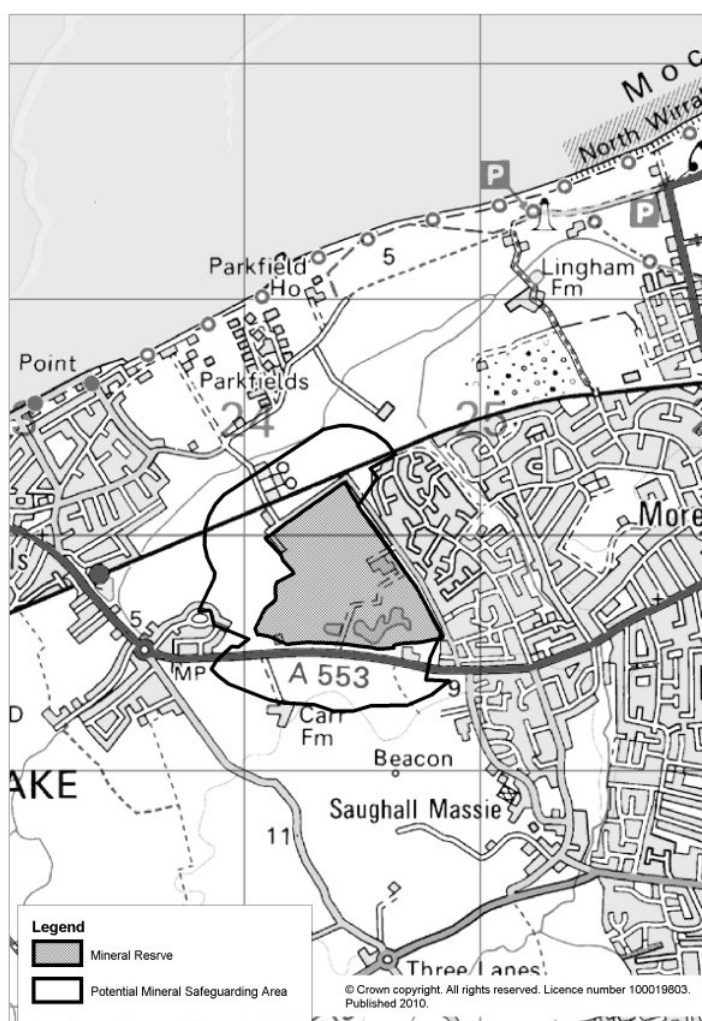 Moc
North Wirra
P
P
5
Parkfield
Ho
Lingham
Fm
Point
Parkfields
24
25
More
ls
5
MP
A 553
9
D
Carr
Fm
Beacon
AKE
Saughall Massie
11
Legend
Mineral Resrve
Potential Mineral Safeguarding Area
Three Lanes
© Crown copyright. All rights reserved. Licence number 100019803.
Published 2010.